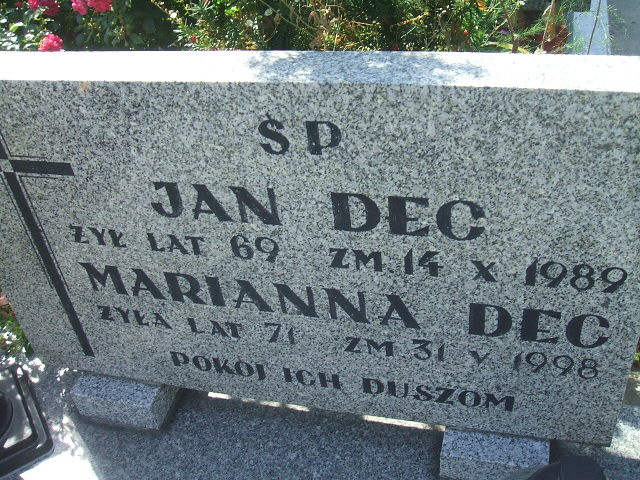 ŚP
JAN DEC
ŻYŁ LAT 69 ZM. 14 X 1989
MARIANNA DEC
ŻYŁA LAT 71 ZM 31 V 1998
POKÓJ ICH DUSZOM